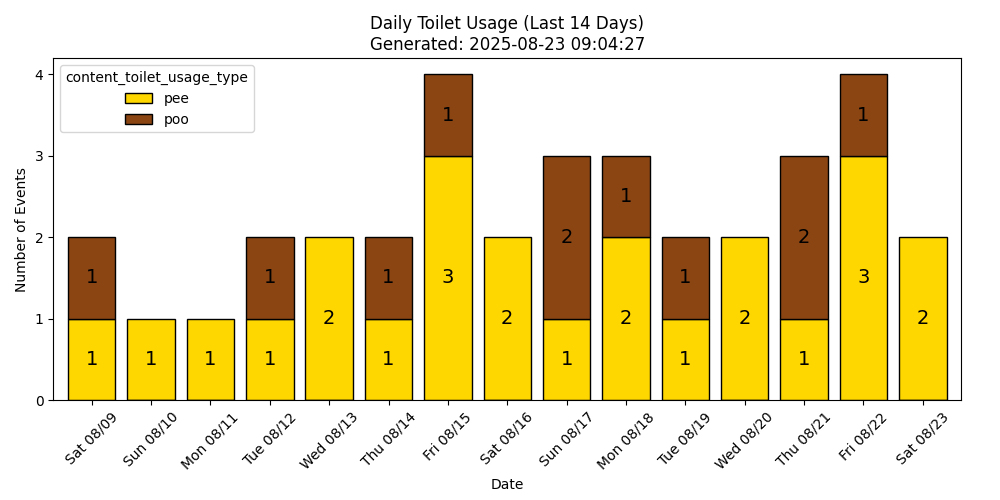 Daily Toilet Usage (Last 14 Days)
Generated: 2025-08-23 09:04:27
content_toilet_usage_type
pee
poo
Number of Events
4
3
2
1
0
1
1
1
1
1
1
2
1
1
1
3
2
2
1
1
2
1
1
2
2
1
1
3
2
Sat 08/09
Sun 08/10
Mon 08/11
Tue 08/12
Wed 08/13
Thu 08/14
Fri 08/15
Sat 08/16
Sun 08/17
Mon 08/18
Tue 08/19
Wed 08/20
Thu 08/21
Fri 08/22
Sat 08/23
Date